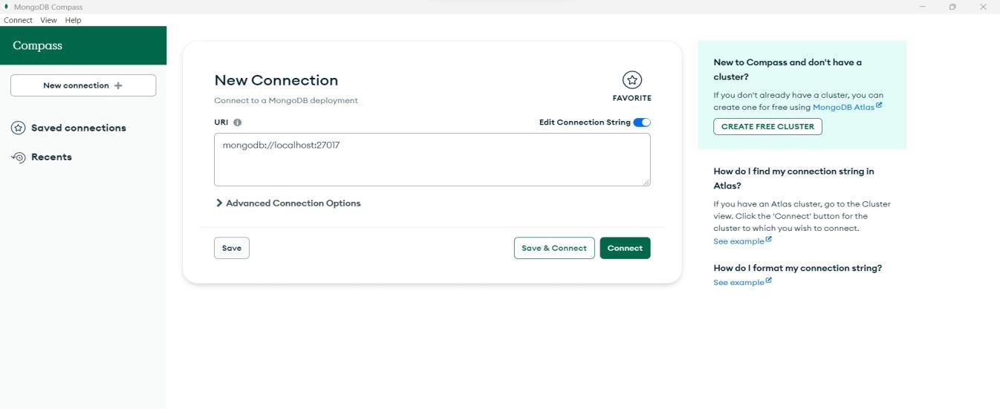 MongoDB Compass
Connect View Help
Compass
New connection
Saved connections
Recents
New Connection
Connect to a MongoDB deployment
FAVORITE
URI
Edit Connection String
mongodb://localhost:27017
Advanced Connection Options
Save
Save & Connect
Connect
New to Compass and don't have a
cluster?
If you don't already have a cluster, you can
create one for free using MongoDB Atlas
CREATE FREE CLUSTER
How do I find my connection string in
Atlas?
If you have an Atlas cluster, go to the Cluster
view. Click the 'Connect' button for the
cluster to which you wish to connect.
See example
How do I format my connection string?
See example